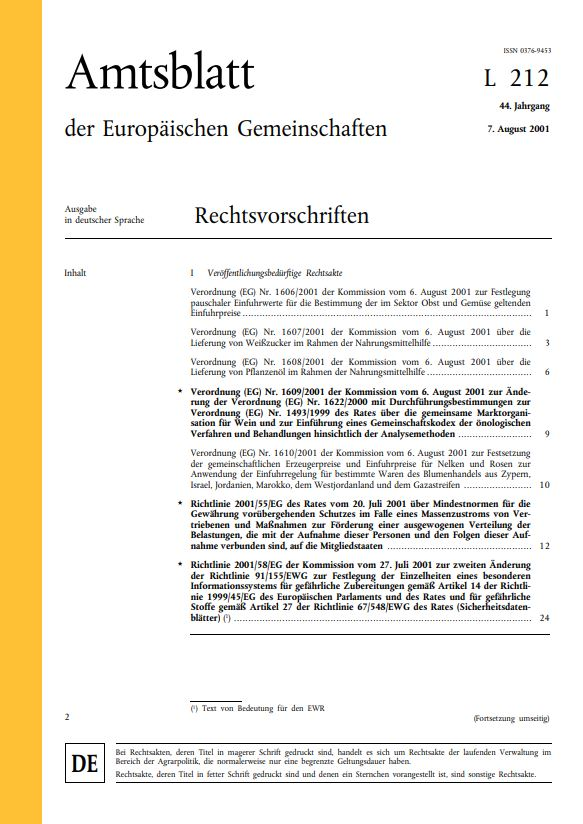 ISSN 0376-9453
Amtsblatt
L 212
44. Jahrgang
der Europäischen Gemeinschaften
7. August 2001
Ausgabe
in deutscher Sprache
Rechtsvorschriften
Inhalt
I Veröffentlichungsbedürftige Rechtsakte
Verordnung (EG) Nr. 1606/2001 der Kommission vom 6. August 2001 zur Festlegung
pauschaler Einfuhrwerte für die Bestimmung der im Sektor Obst und Gemüse geltenden
Einfuhrpreise ........ 1
Verordnung (EG) Nr. 1607/2001 der Kommission vom 6. August 2001 über die
Lieferung von Weißzucker im Rahmen der Nahrungsmittelhilfe ........ 3
Verordnung (EG) Nr. 1608/2001 der Kommission vom 6. August 2001 über die
Lieferung von Pflanzenöl im Rahmen der Nahrungsmittelhilfe ........ 6
★ Verordnung (EG) Nr. 1609/2001 der Kommission vom 6. August 2001 zur Ände-
rung der Verordnung (EG) Nr. 1622/2000 mit Durchführungsbestimmungen zur
Verordnung (EG) Nr. 1493/1999 des Rates über die gemeinsame Marktorgani-
sation für Wein und zur Einführung eines Gemeinschaftskodex der önologischen
Verfahren und Behandlungen hinsichtlich der Analysemethoden ........ 9
Verordnung (EG) Nr. 1610/2001 der Kommission vom 6. August 2001 zur Festsetzung
der gemeinschaftlichen Erzeugerpreise und Einfuhrpreise für Nelken und Rosen zur
Anwendung der Einfuhrregelung für bestimmte Waren des Blumenhandels aus Zypern,
Israel, Jordanien, Marokko, dem Westjordanland und dem Gazastreifen ........ 10
★ Richtlinie 2001/55/EG des Rates vom 20. Juli 2001 über Mindestnormen für die
Gewährung vorübergehenden Schutzes im Falle eines Massenzustroms von Ver-
triebenen und Maßnahmen zur Förderung einer ausgewogenen Verteilung der
Belastungen, die mit der Aufnahme dieser Personen und den Folgen dieser Auf-
nahme verbunden sind, auf die Mitgliedstaaten ........ 12
★ Richtlinie 2001/58/EG der Kommission vom 27. Juli 2001 zur zweiten Änderung
der Richtlinie 91/155/EWG zur Festlegung der Einzelheiten eines besonderen
Informationssystems für gefährliche Zubereitungen gemäß Artikel 14 der Richtli-
nie 1999/45/EG des Europäischen Parlaments und des Rates und für gefährliche
Stoffe gemäß Artikel 27 der Richtlinie 67/548/EWG des Rates (Sicherheitsdaten-
blätter) (¹) ........ 24
(¹) Text von Bedeutung für den EWR
2
(Fortsetzung umseitig)
DE
Bei Rechtsakten, deren Titel in magerer Schrift gedruckt sind, handelt es sich um Rechtsakte der laufenden Verwaltung im
Bereich der Agrarpolitik, die normalerweise nur eine begrenzte Geltungsdauer haben.
Rechtsakte, deren Titel in fetter Schrift gedruckt sind und denen ein Sternchen vorangestellt ist, sind sonstige Rechtsakte.